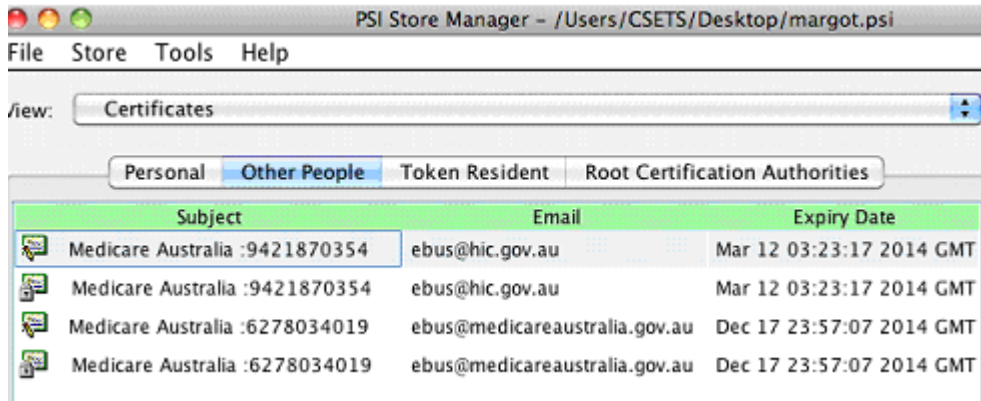 PSI Store Manager – /Users/CSETS/Desktop/margot.psi
File Store Tools Help
View: Certificates
Personal Other People Token Resident Root Certification Authorities
Subject Email Expiry Date
Medicare Australia :9421870354 ebus@hic.gov.au Mar 12 03:23:17 2014 GMT
Medicare Australia :9421870354 ebus@hic.gov.au Mar 12 03:23:17 2014 GMT
Medicare Australia :6278034019 ebus@medicareaustralia.gov.au Dec 17 23:57:07 2014 GMT
Medicare Australia :6278034019 ebus@medicareaustralia.gov.au Dec 17 23:57:07 2014 GMT